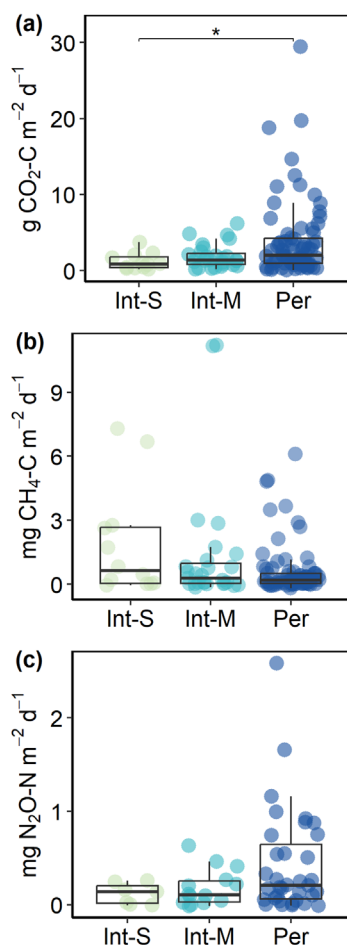 (a)
*
g CO₂-C m⁻² d⁻¹
30
20
10
0
Int-S Int-M Per
(b)
mg CH₄-C m⁻² d⁻¹
9
6
3
0
Int-S Int-M Per
(c)
mg N₂O-N m⁻² d⁻¹
2
1
0
Int-S Int-M Per